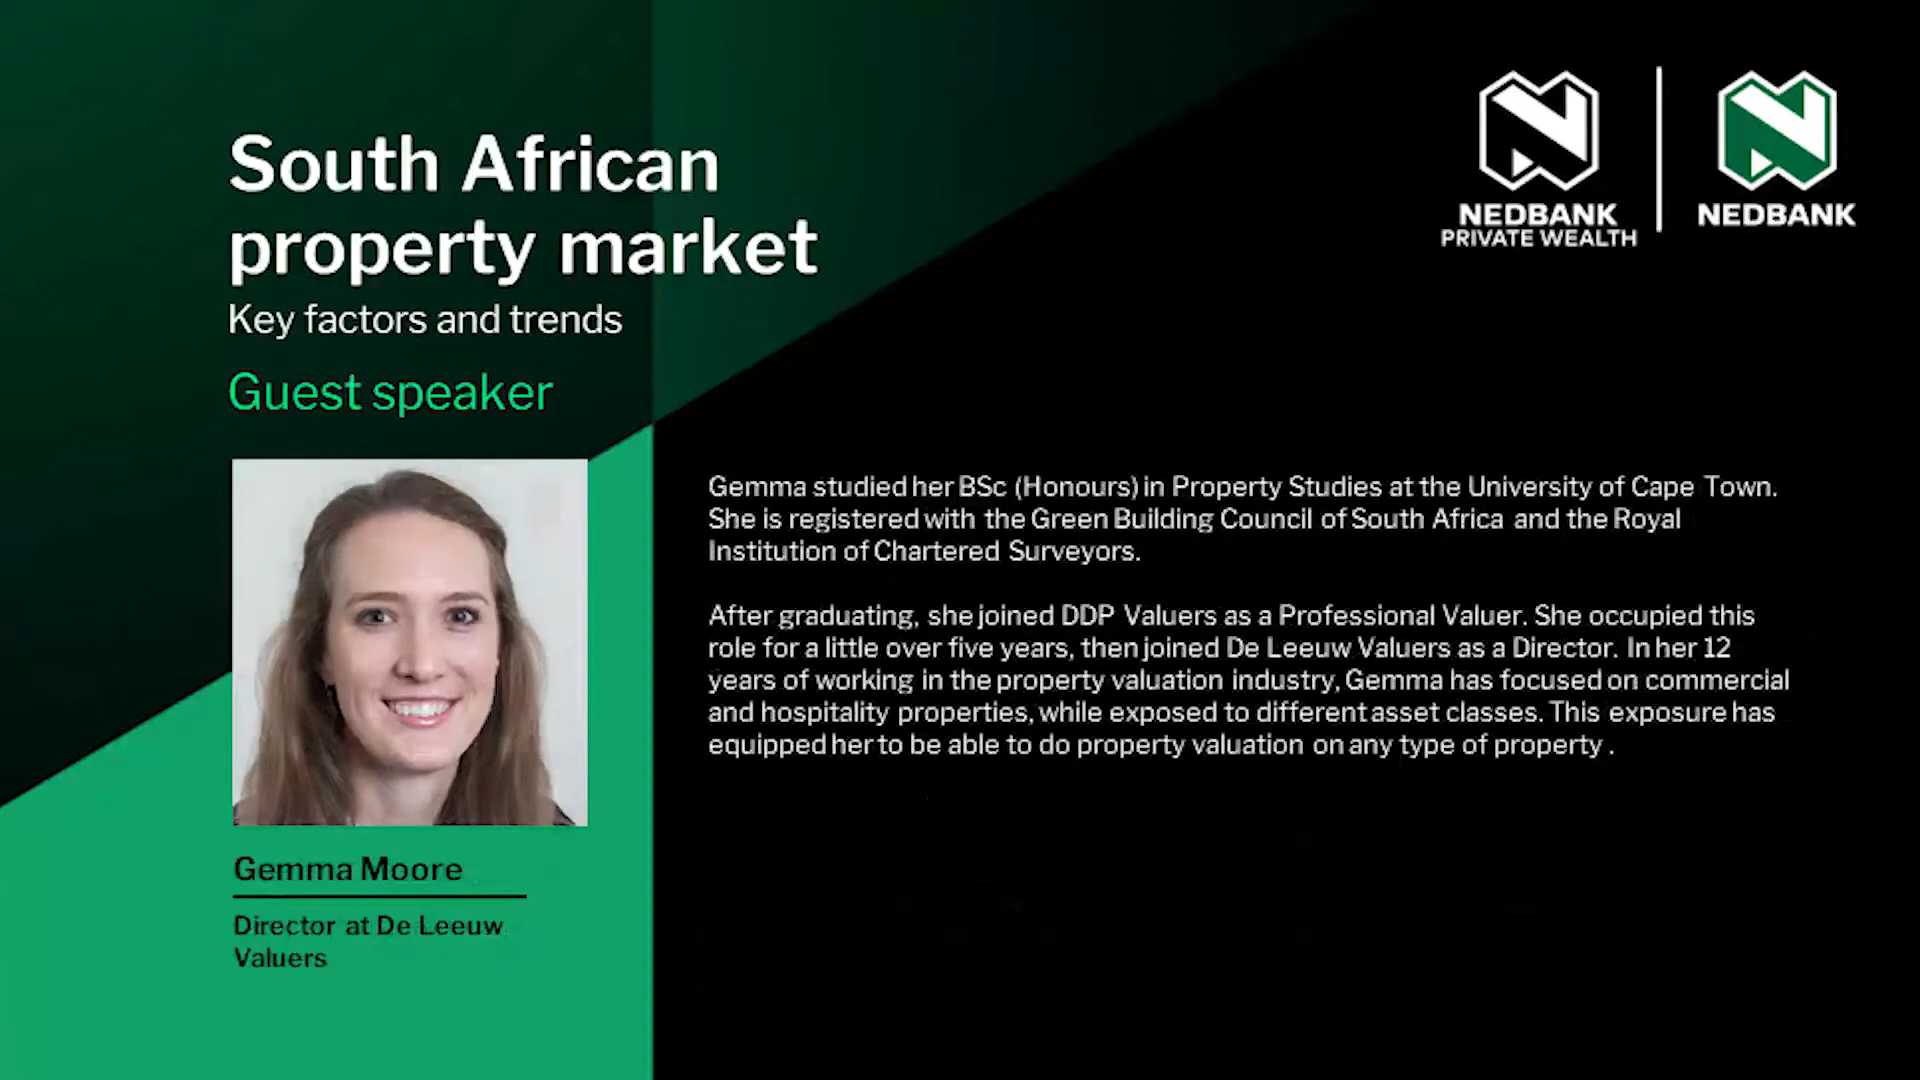 South African
property market
Key factors and trends
Guest speaker
NEDBANK
PRIVATE WEALTH
NEDBANK
Gemma studied her BSc (Honours) in Property Studies at the University of Cape Town.
She is registered with the Green Building Council of South Africa and the Royal
Institution of Chartered Surveyors.
After graduating, she joined DDP Valuers as a Professional Valuer. She occupied this
role for a little over five years, then joined De Leeuw Valuers as a Director. In her 12
years of working in the property valuation industry, Gemma has focused on commercial
and hospitality properties, while exposed to different asset classes. This exposure has
equipped her to be able to do property valuation on any type of property .
Gemma Moore
Director at De Leeuw
Valuers